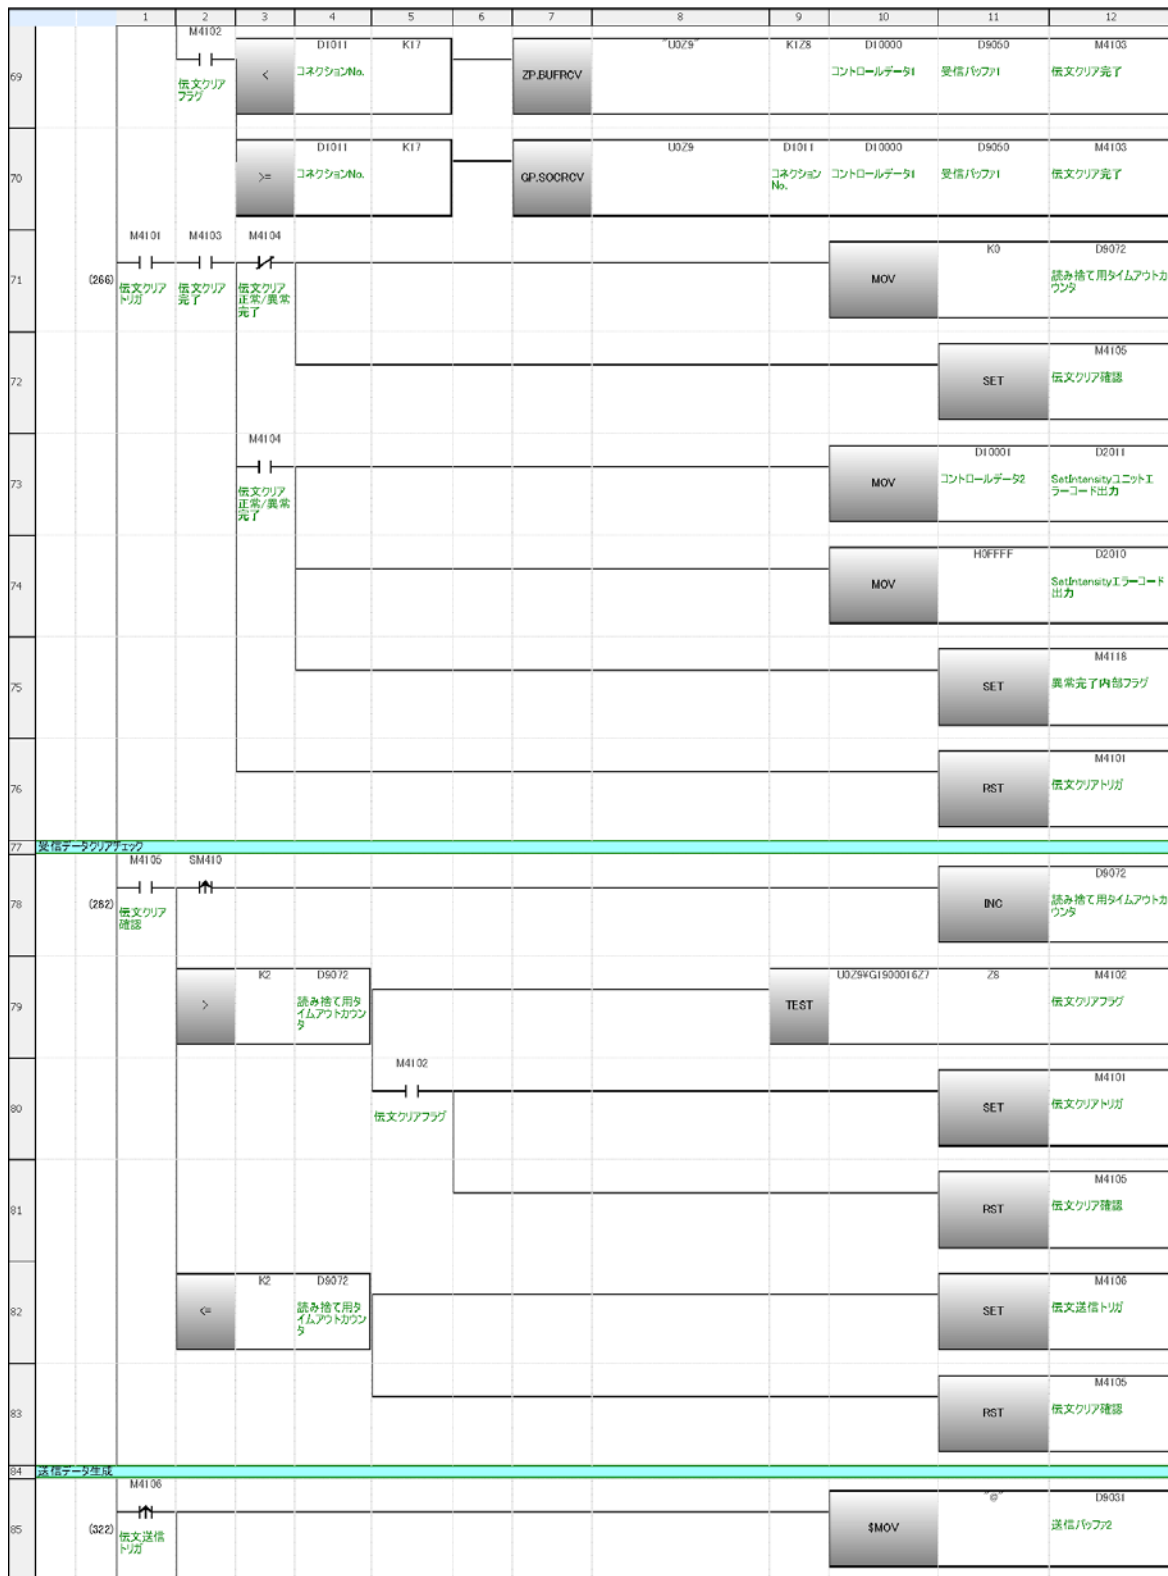 1 2 3 4 5 6 7 8 9 10 11 12
M4102
D1011 K17 "U0Z9" K1Z8 D10000 D9050 M4103
69 < コネクションNo. ZP.BUFRCV コントロールデータ1 受信バッファ1 伝文クリア完了
伝文クリア
フラグ
D1011 K17 U0Z9 D1011 D10000 D9050 M4103
70 >= コネクションNo. GP.SOCRCV コネクション
No. コントロールデータ1 受信バッファ1 伝文クリア完了
M4101 M4103 M4104
K0 D9072
71 (266) MOV 読み捨て用タイムアウトカ
ウンタ
伝文クリア
トリガ 伝文クリア
完了 伝文クリア
正常/異常
完了
M4105
72 SET 伝文クリア確認
M4104
D10001 D2011
73 MOV コントロールデータ2 SetIntensityユニットエ
ラーコード出力
伝文クリア
正常/異常
完了
H0FFFF D2010
74 MOV SetIntensityエラーコード
出力
M4118
75 SET 異常完了内部フラグ
M4101
76 RST 伝文クリアトリガ
77 受信データクリアチェック
M4105 SM410
D9072
78 (282) INC 読み捨て用タイムアウトカ
ウンタ
伝文クリア
確認
K2 D9072 U0Z9¥G1900016Z7 Z8 M4102
79 > 読み捨て用タ
イムアウトカウン
タ TEST 伝文クリアフラグ
M4102
M4101
80 伝文クリアフラグ SET 伝文クリアトリガ
M4105
81 RST 伝文クリア確認
K2 D9072 M4106
82 <= 読み捨て用タ
イムアウトカウン
タ SET 伝文送信トリガ
M4105
83 RST 伝文クリア確認
84 送信データ生成
M4106
"@" D9031
85 (322) $MOV 送信バッファ2
伝文送信
トリガ